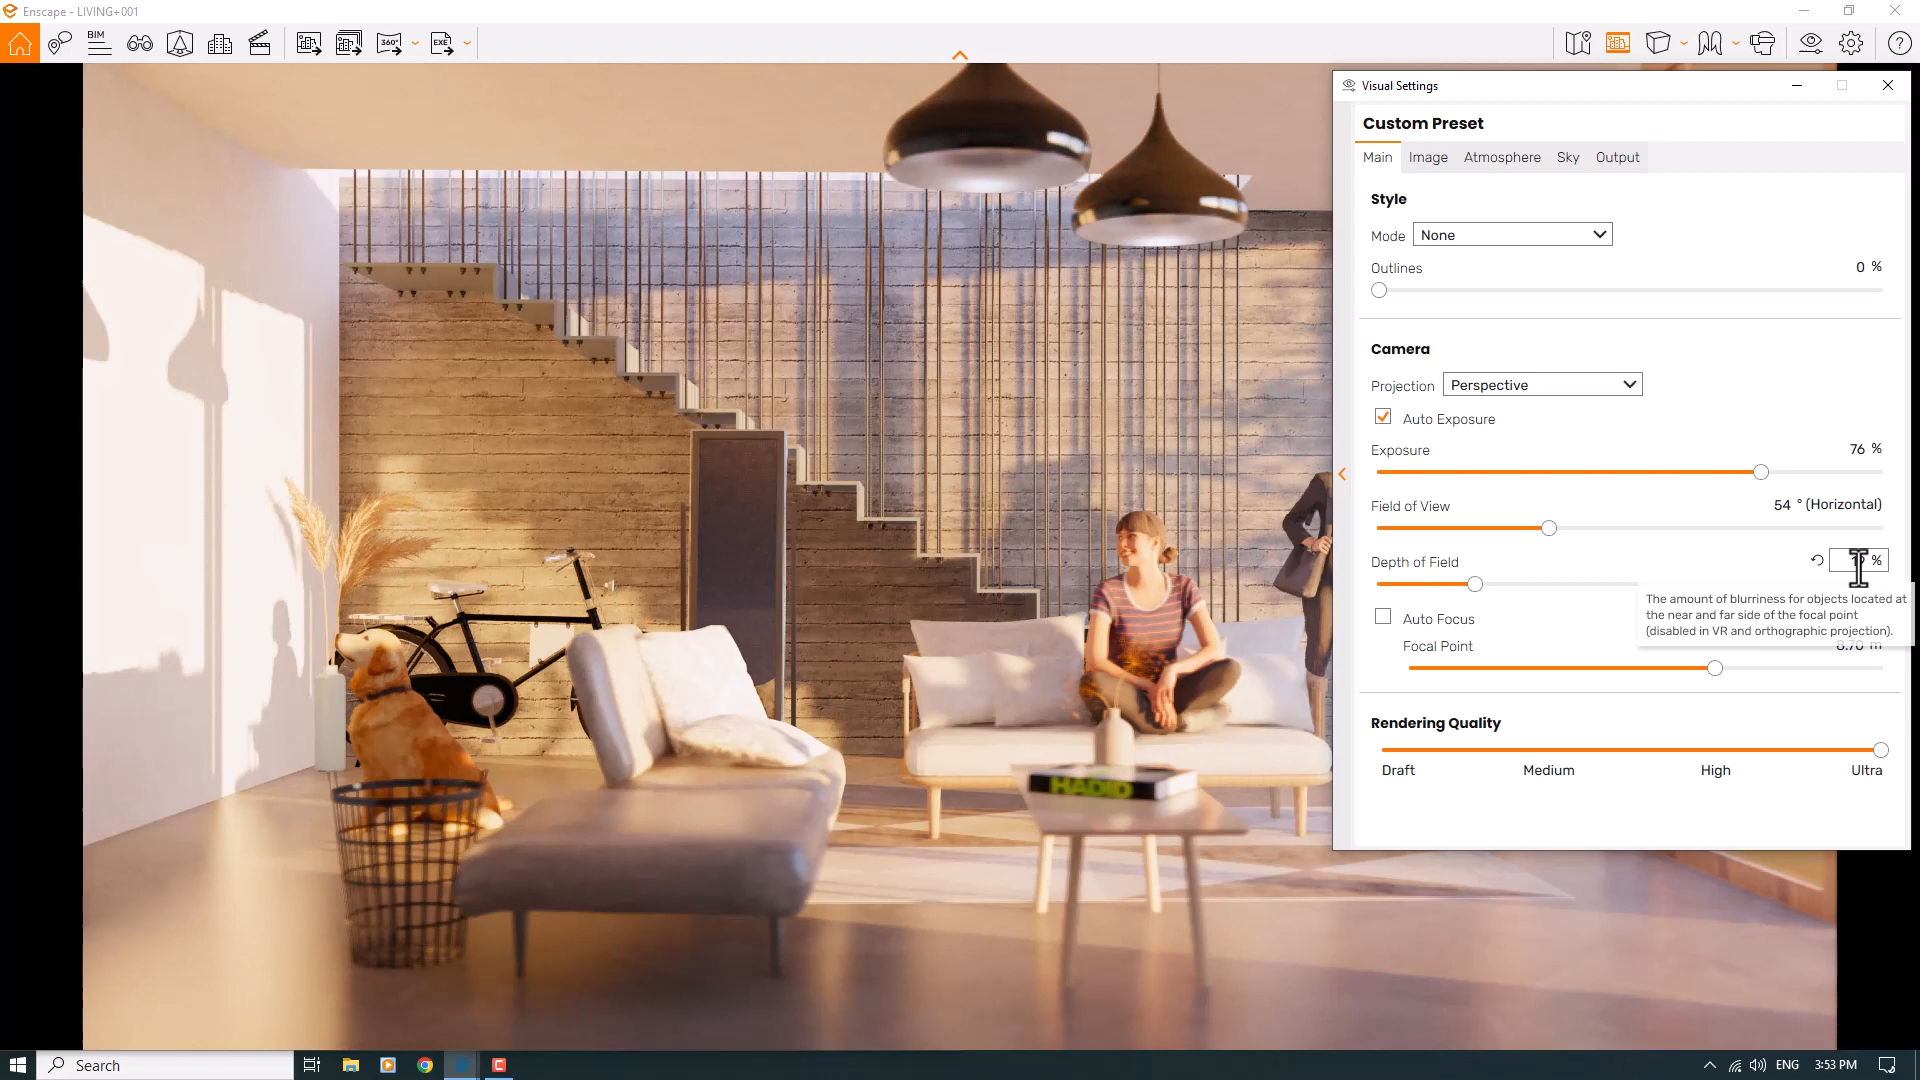 Enscape - LIVING+001
BIM
360°
EXE
Visual Settings
Custom Preset
Main Image Atmosphere Sky Output
Style
Mode None
Outlines 0 %
Camera
Projection Perspective
Auto Exposure
Exposure 76 %
Field of View 54 ° (Horizontal)
Depth of Field %
The amount of blurriness for objects located at
the near and far side of the focal point
(disabled in VR and orthographic projection).
Auto Focus
Focal Point 8.70 m
Rendering Quality
Draft Medium High Ultra
HADID
Search
ENG 3:53 PM